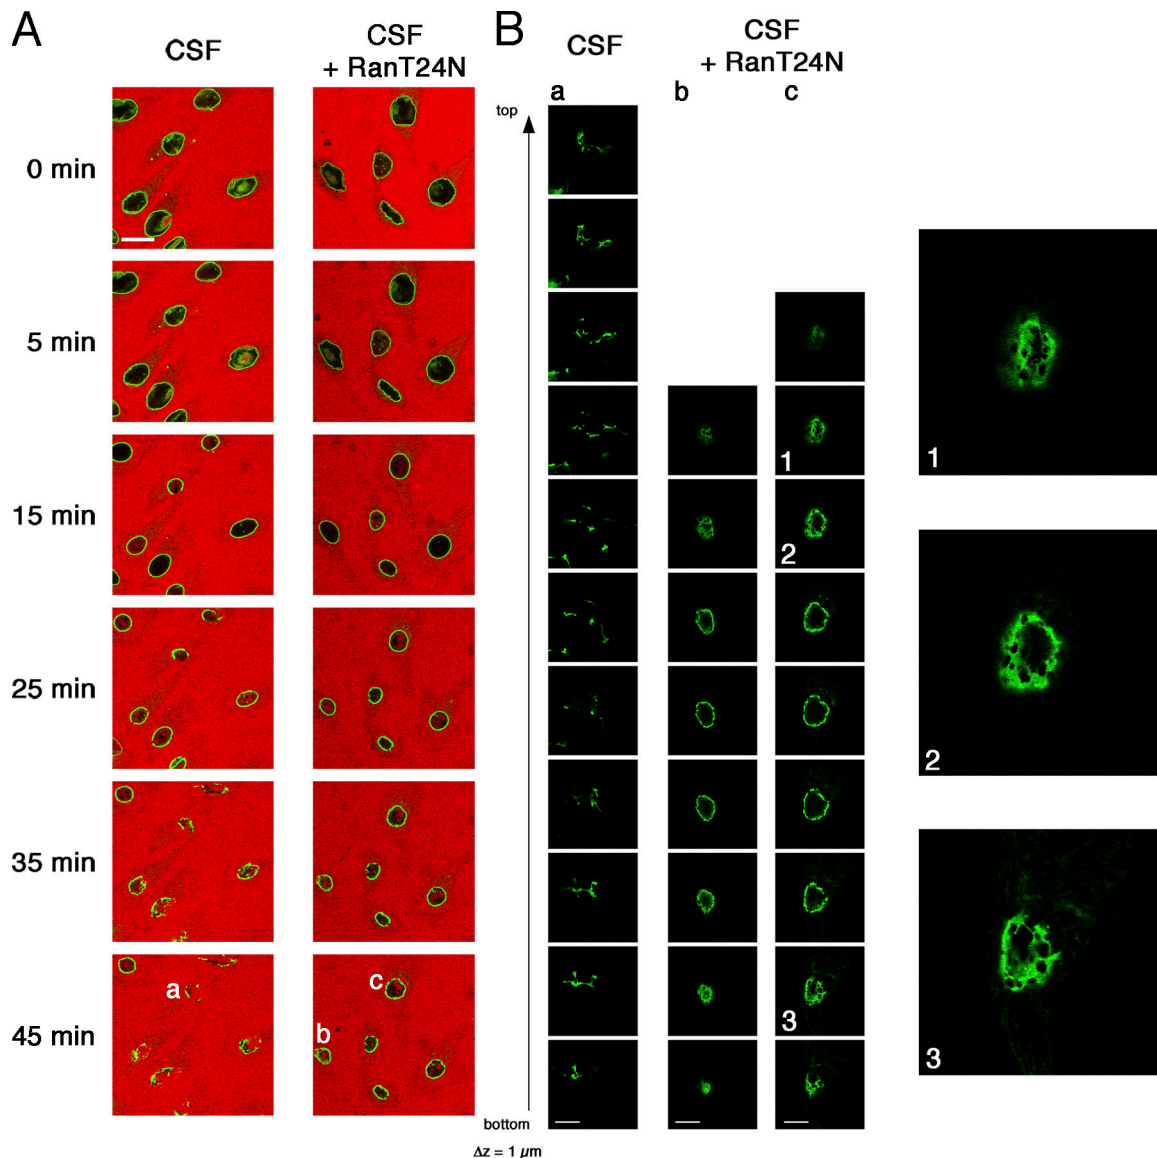 A
CSF
CSF
+ RanT24N
0 min
5 min
15 min
25 min
35 min
45 min
a
b
c
B
CSF
CSF
+ RanT24N
a
b
c
top
bottom
Δz = 1 µm
1
2
3
1
2
3